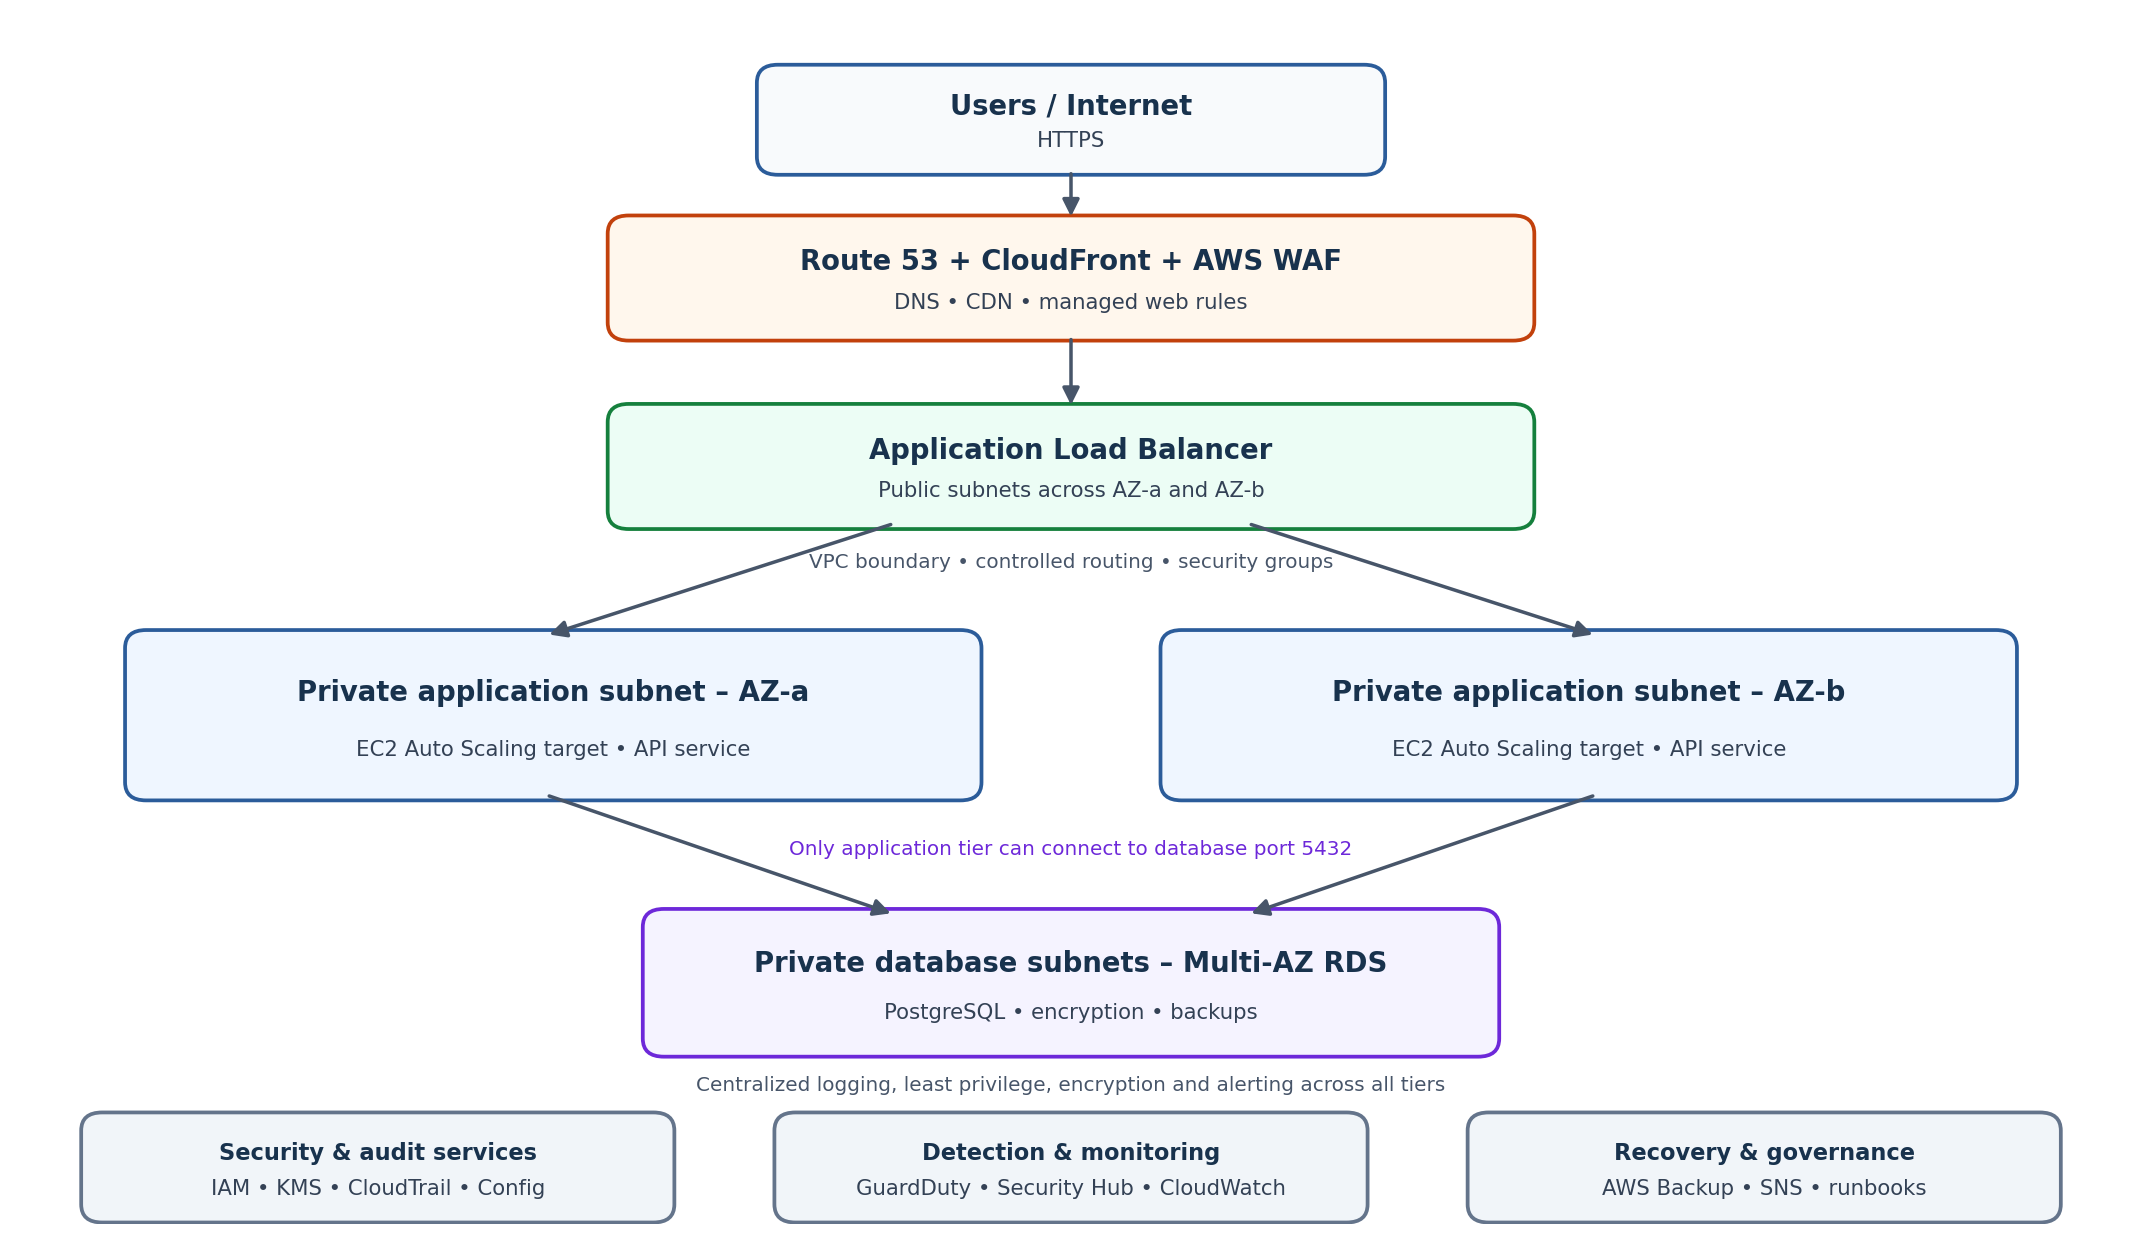 Users / Internet
HTTPS
Route 53 + CloudFront + AWS WAF
DNS • CDN • managed web rules
Application Load Balancer
Public subnets across AZ-a and AZ-b
VPC boundary • controlled routing • security groups
Private application subnet – AZ-a
EC2 Auto Scaling target • API service
Private application subnet – AZ-b
EC2 Auto Scaling target • API service
Only application tier can connect to database port 5432
Private database subnets – Multi-AZ RDS
PostgreSQL • encryption • backups
Centralized logging, least privilege, encryption and alerting across all tiers
Security & audit services
IAM • KMS • CloudTrail • Config
Detection & monitoring
GuardDuty • Security Hub • CloudWatch
Recovery & governance
AWS Backup • SNS • runbooks